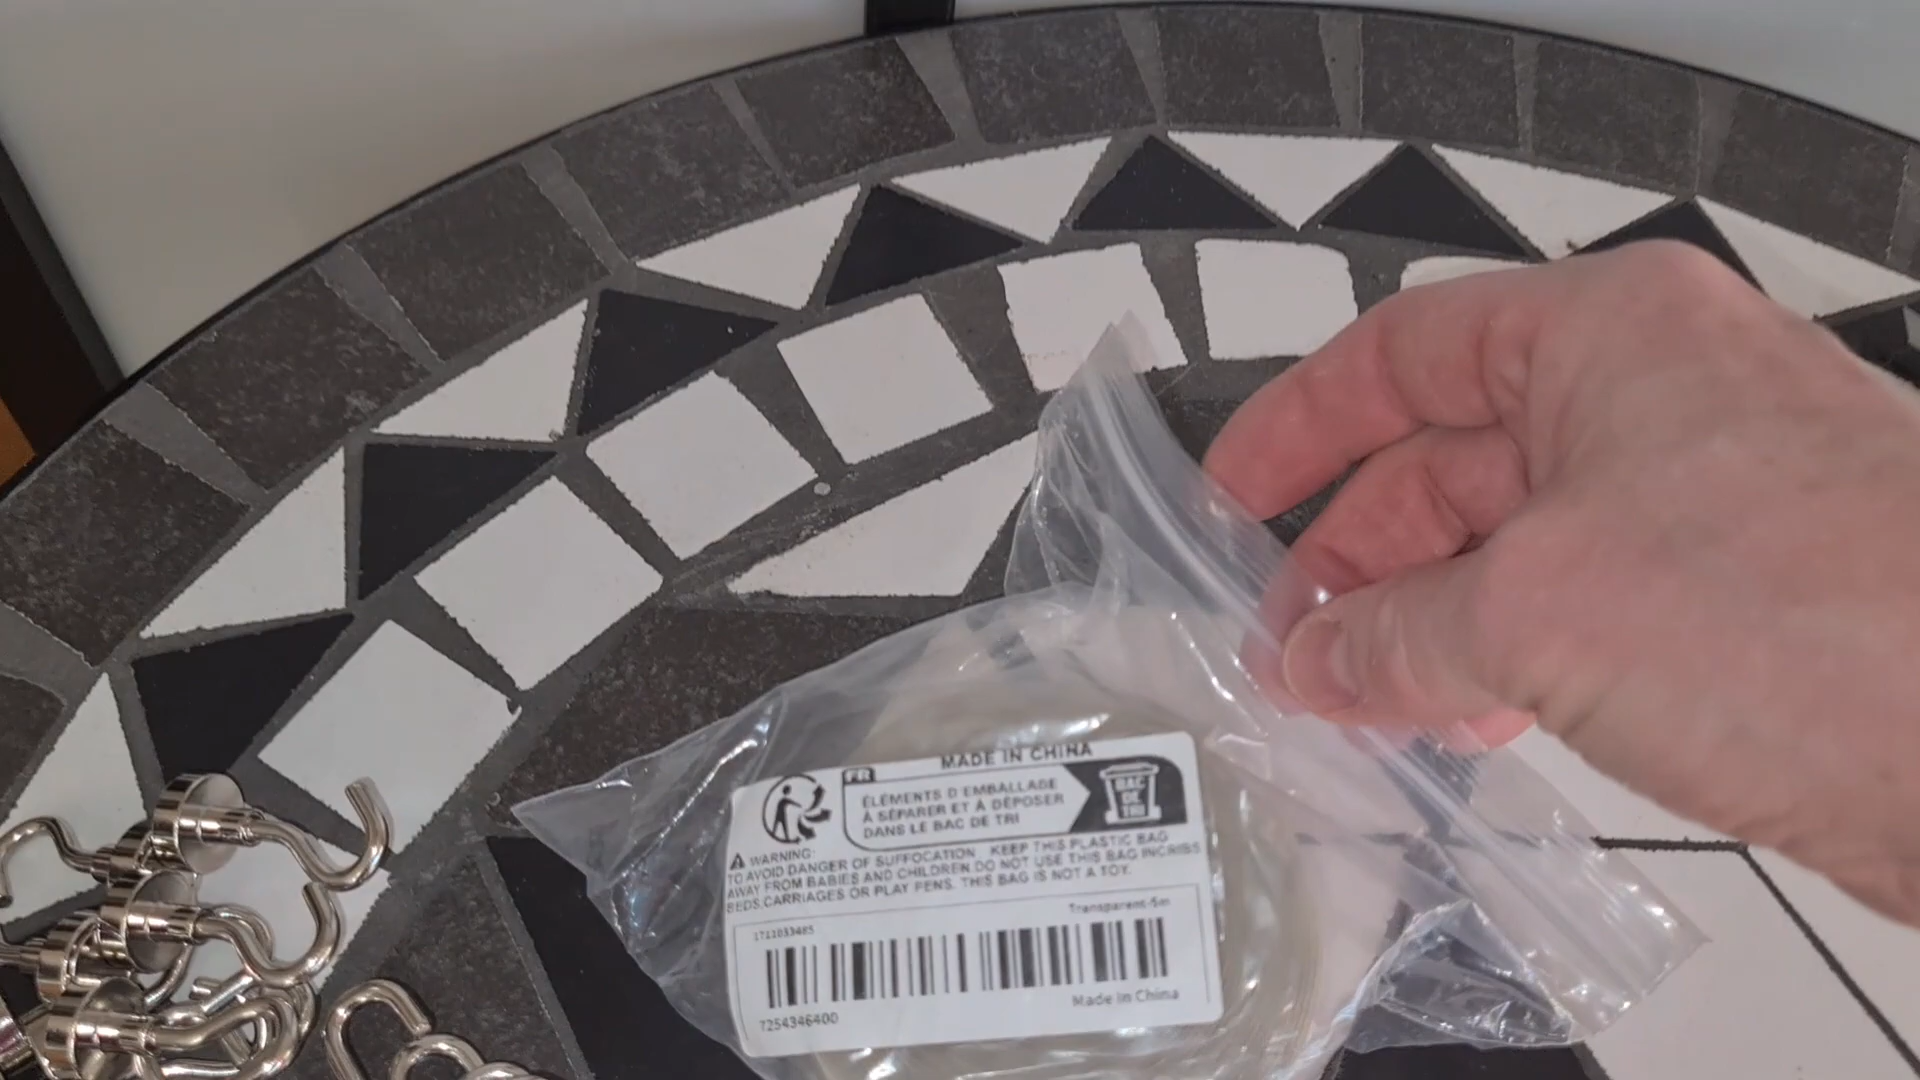 MADE IN CHINA
FR
ÉLÉMENTS D'EMBALLAGE
À SÉPARER ET À DÉPOSER
DANS LE BAC DE TRI
BAC
DE
TRI
WARNING:
TO AVOID DANGER OF SUFFOCATION KEEP THIS PLASTIC BAG
AWAY FROM BABIES AND CHILDREN.DO NOT USE THIS BAG INCRIBS
BEDS,CARRIAGES OR PLAY PENS. THIS BAG IS NOT A TOY.
Transparent-5m
1711033485
Made In China
7254346400